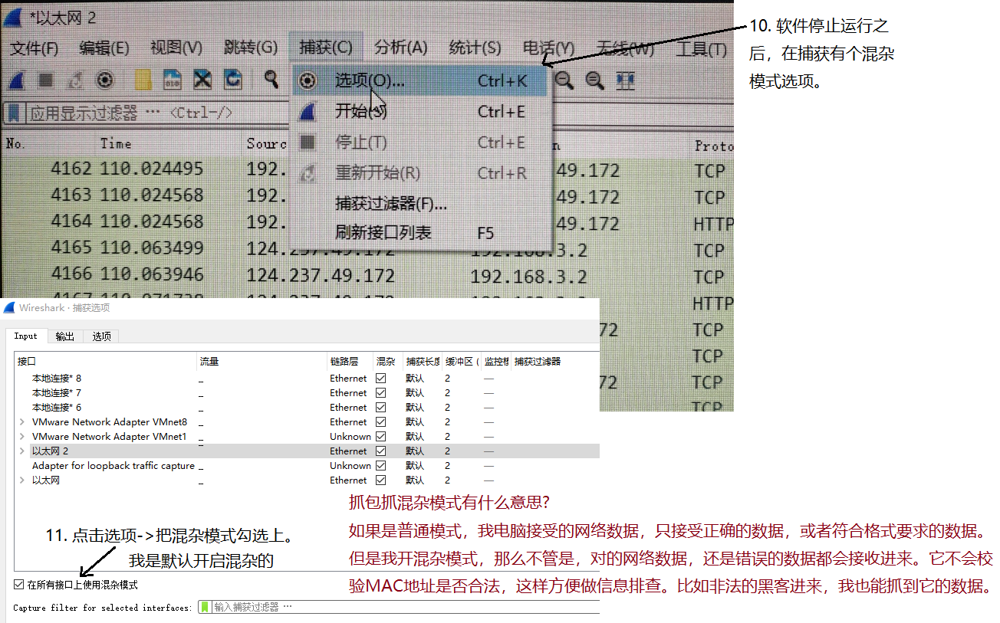 *以太网 2
文件(F) 编辑(E) 视图(V) 跳转(G) 捕获(C) 分析(A) 统计(S) 电话(Y) 无线(W) 工具(T)
选项(O)... Ctrl+K
开始(S) Ctrl+E
停止(T) Ctrl+E
重新开始(R) Ctrl+R
捕获过滤器(F)...
刷新接口列表 F5
应用显示过滤器 … <Ctrl-/>
No. Time Sourc n Proto
4162 110.024495 192. 49.172 TCP
4163 110.024568 192. 49.172 TCP
4164 110.024568 192. 49.172 HTTP
4165 110.063499 124.237.49.172 192.168.3.2 TCP
4166 110.063946 124.237.49.172 192.168.3.2 TCP
HTTP
72 TCP
TCP
72 TCP
TCP
10. 软件停止运行之
后，在捕获有个混杂
模式选项。
Wireshark · 捕获选项
Input 输出 选项
接口 流量 链路层 混杂 捕获长度 缓冲区 ( 监控模 捕获过滤器
本地连接* 8 Ethernet 默认 2 —
本地连接* 7 Ethernet 默认 2 —
本地连接* 6 Ethernet 默认 2 —
VMware Network Adapter VMnet8 Ethernet 默认 2 —
VMware Network Adapter VMnet1 Unknown 默认 2 —
以太网 2 Ethernet 默认 2 —
Adapter for loopback traffic capture Unknown 默认 2 —
以太网 Ethernet 默认 2 —
抓包抓混杂模式有什么意思?
如果是普通模式，我电脑接受的网络数据，只接受正确的数据，或者符合格式要求的数据。
但是我开混杂模式，那么不管是，对的网络数据，还是错误的数据都会接收进来。它不会校
验MAC地址是否合法，这样方便做信息排查。比如非法的黑客进来，我也能抓到它的数据。
11. 点击选项->把混杂模式勾选上。
我是默认开启混杂的
在所有接口上使用混杂模式
Capture filter for selected interfaces: 输入捕获过滤器 …